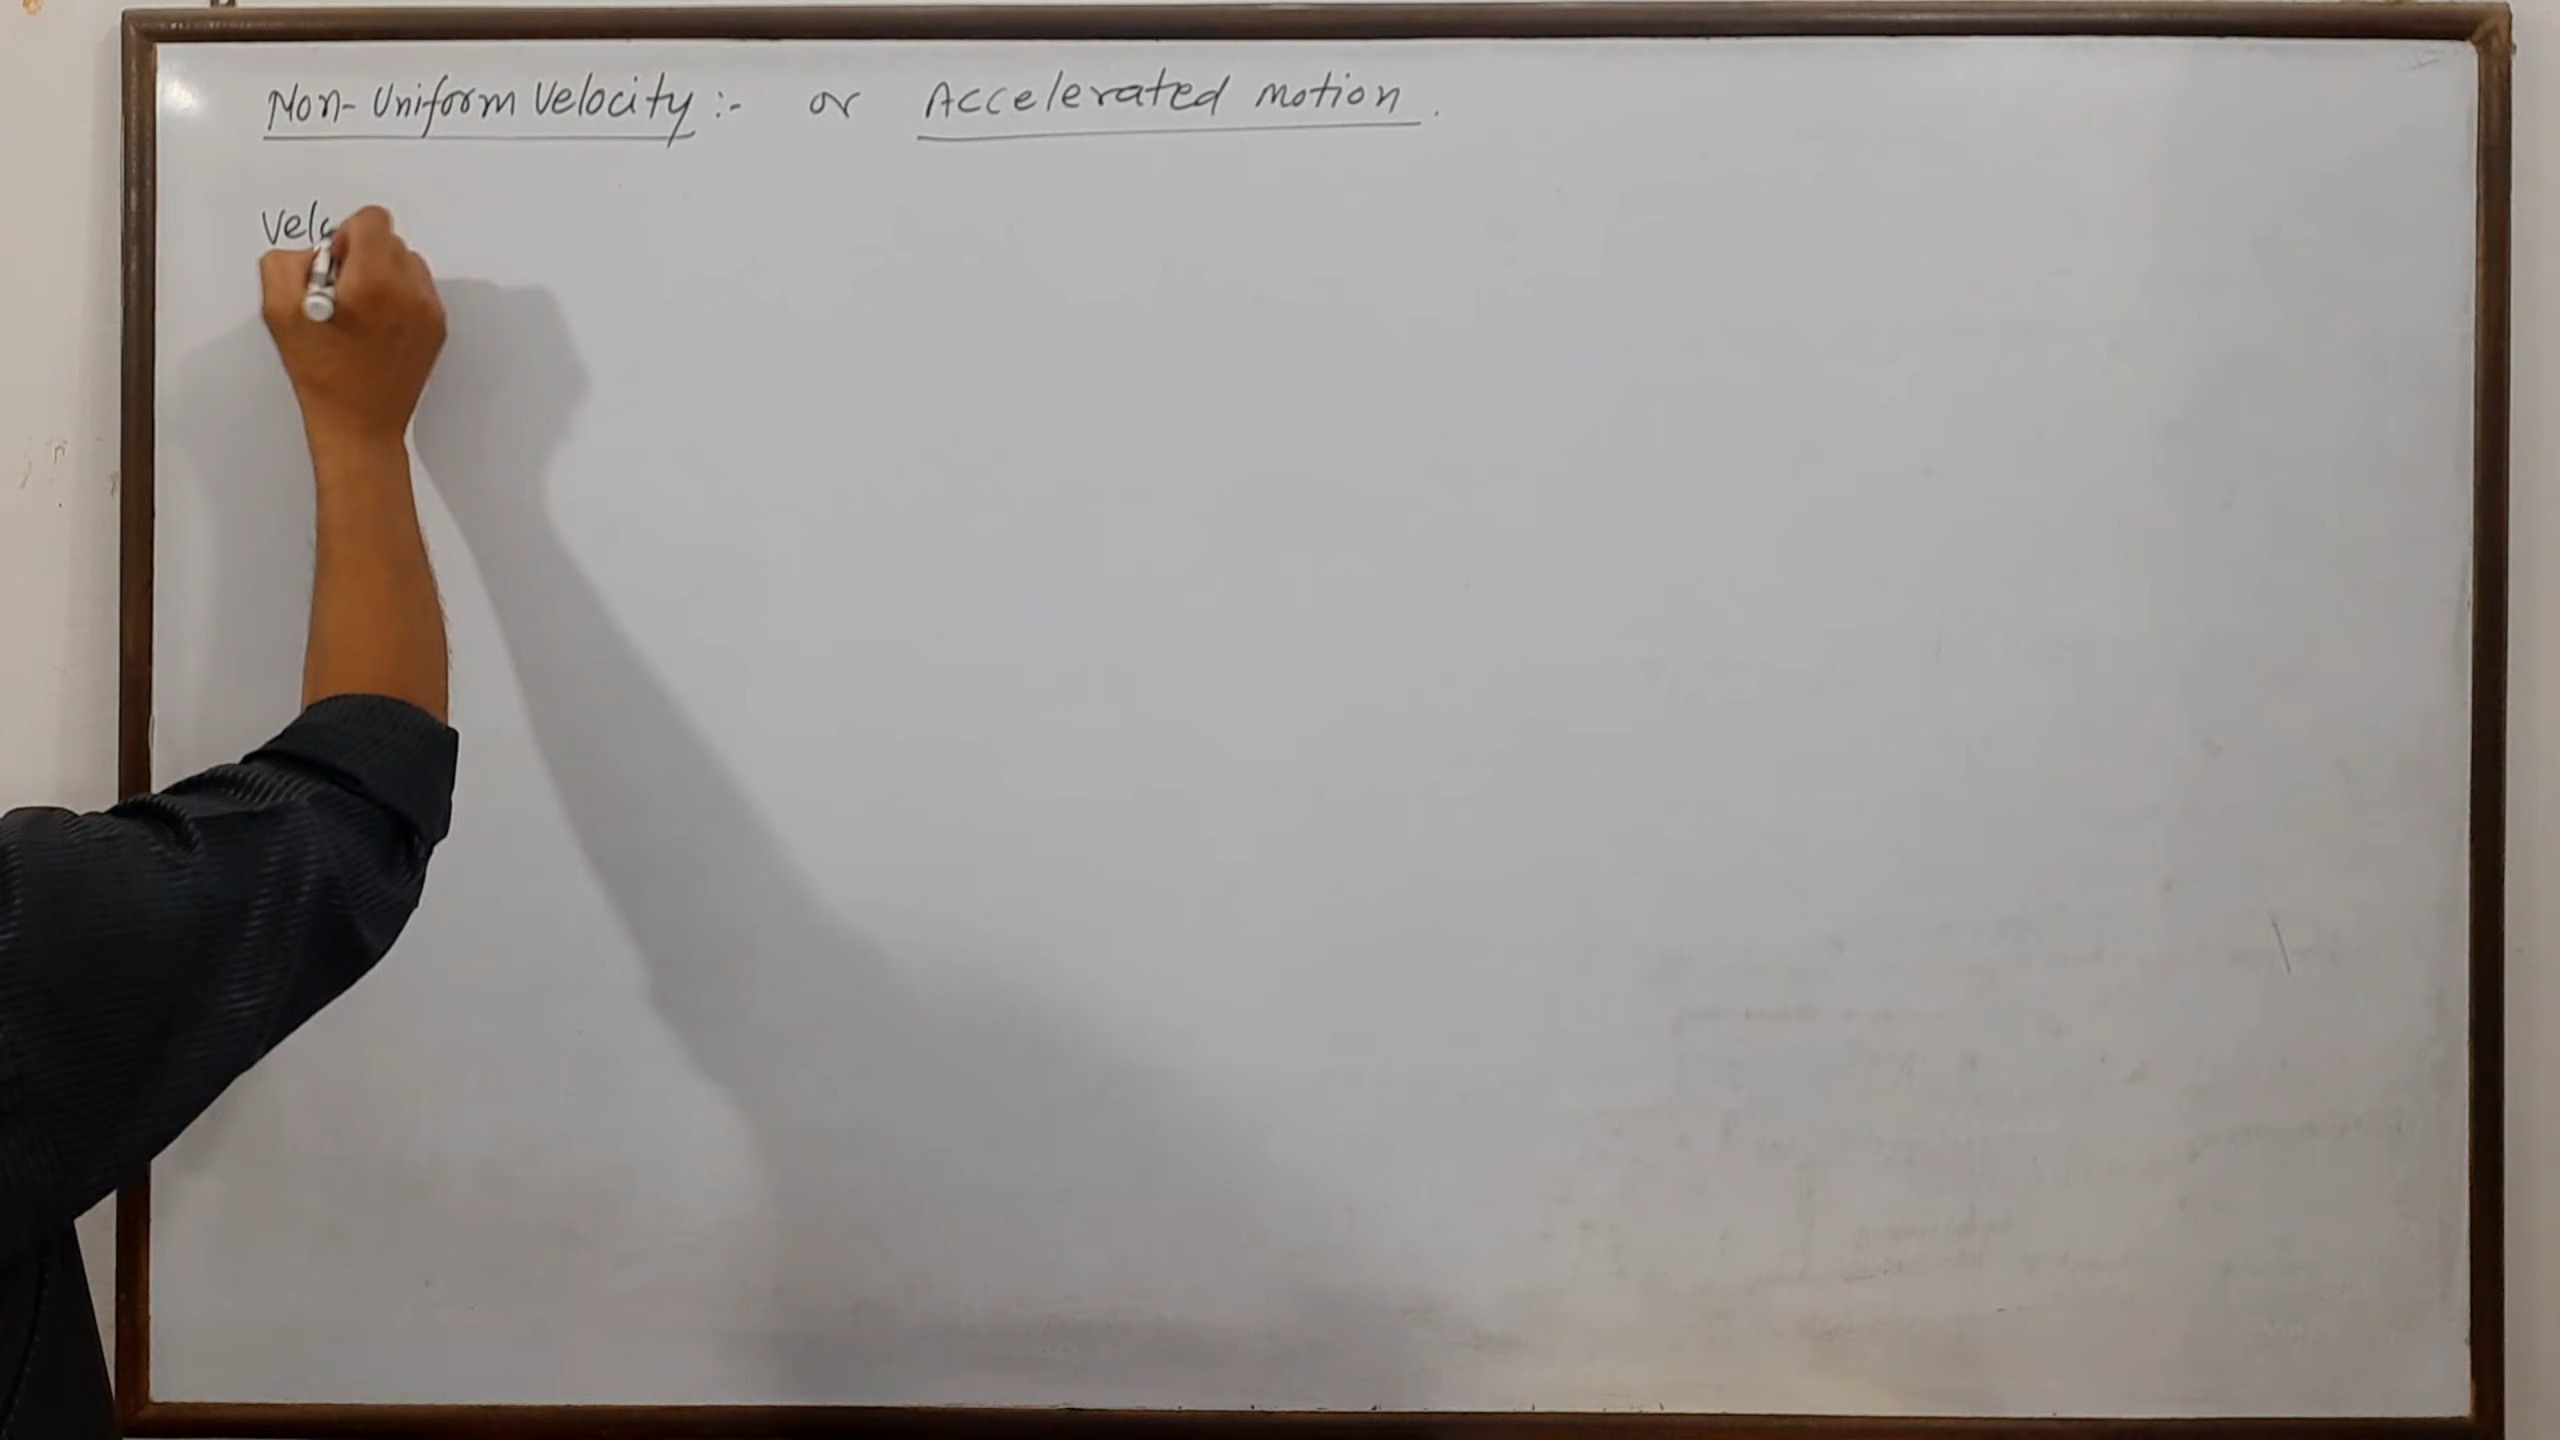 Non-Uniform Velocity :- or Accelerated motion.
Velo